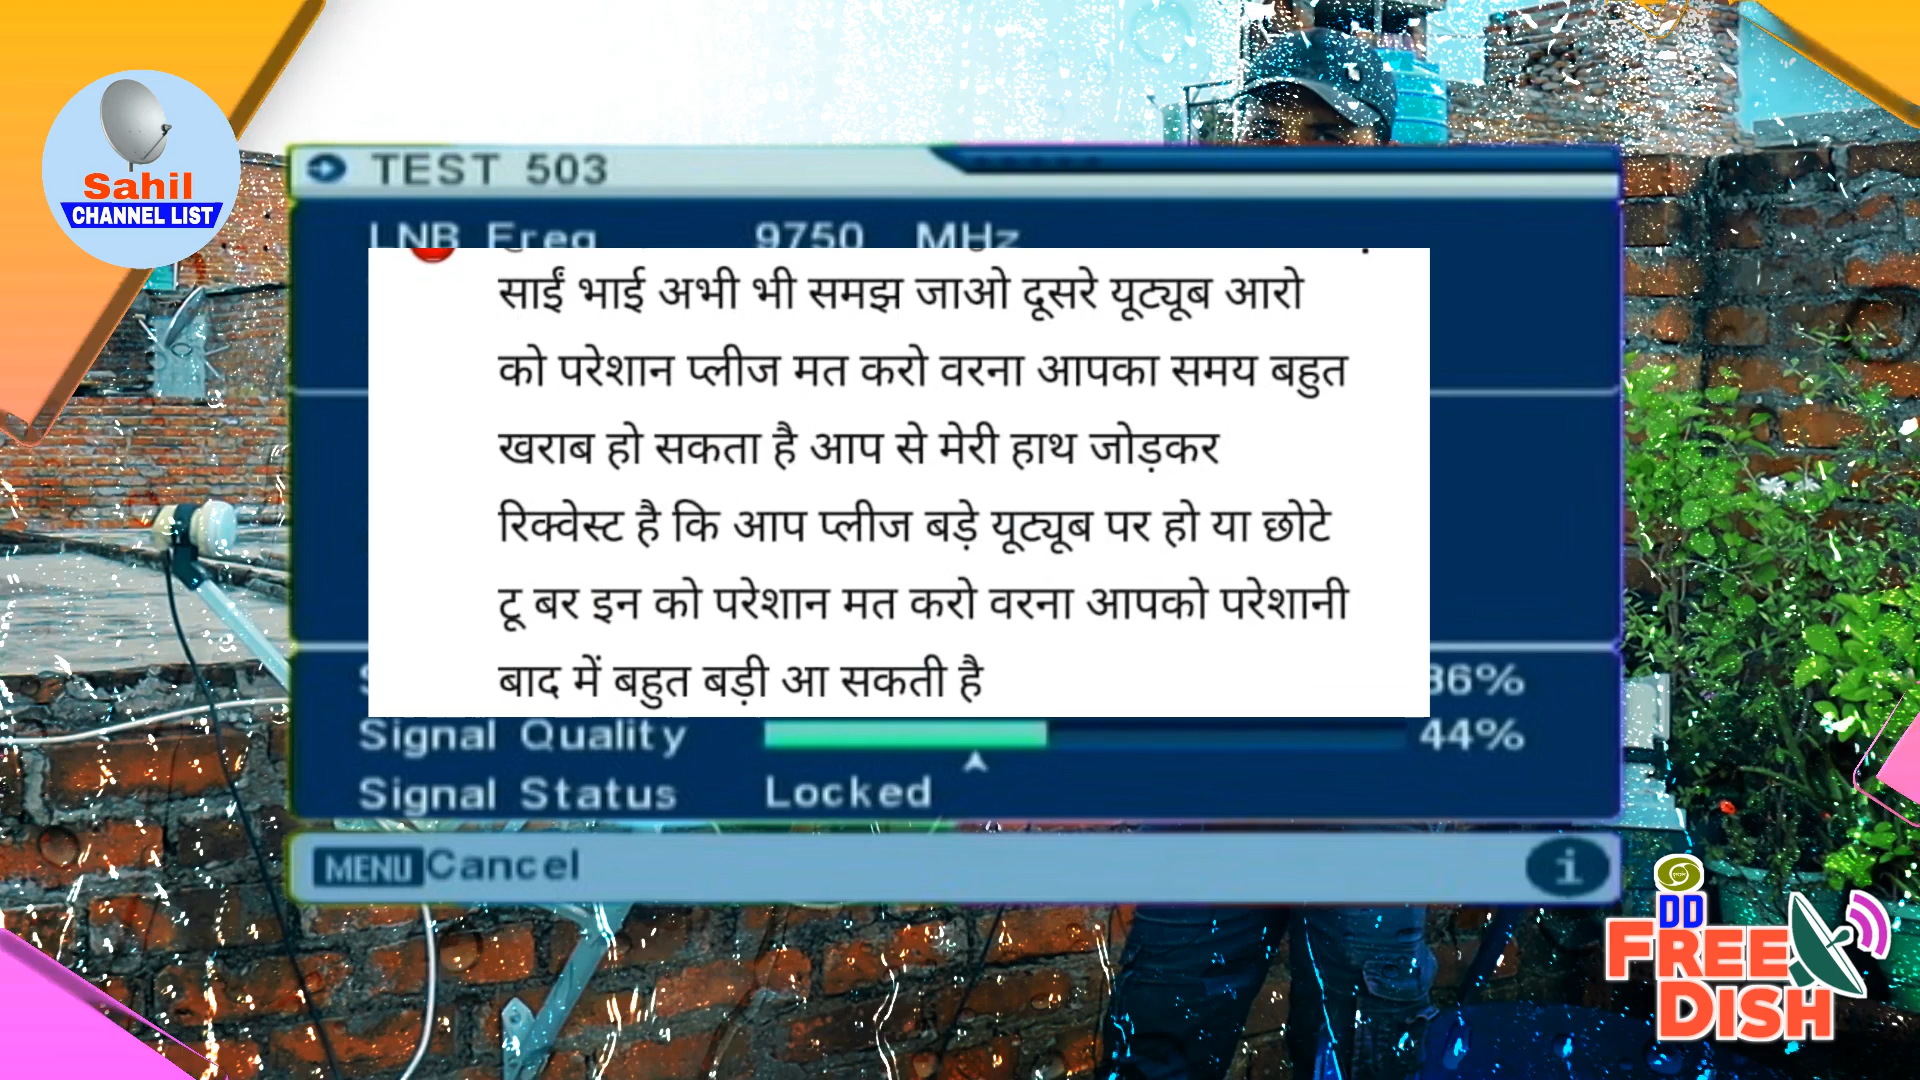 Sahil
CHANNEL LIST
TEST 503
LNB Freq 9750 MHz
साईं भाई अभी भी समझ जाओ दूसरे यूट्यूब आरो
को परेशान प्लीज मत करो वरना आपका समय बहुत
खराब हो सकता है आप से मेरी हाथ जोड़कर
रिक्वेस्ट है कि आप प्लीज बड़े यूट्यूब पर हो या छोटे
टू बर इन को परेशान मत करो वरना आपको परेशानी
बाद में बहुत बड़ी आ सकती है
86%
Signal Quality 44%
Signal Status Locked
MENU Cancel
DD
FREE
DISH